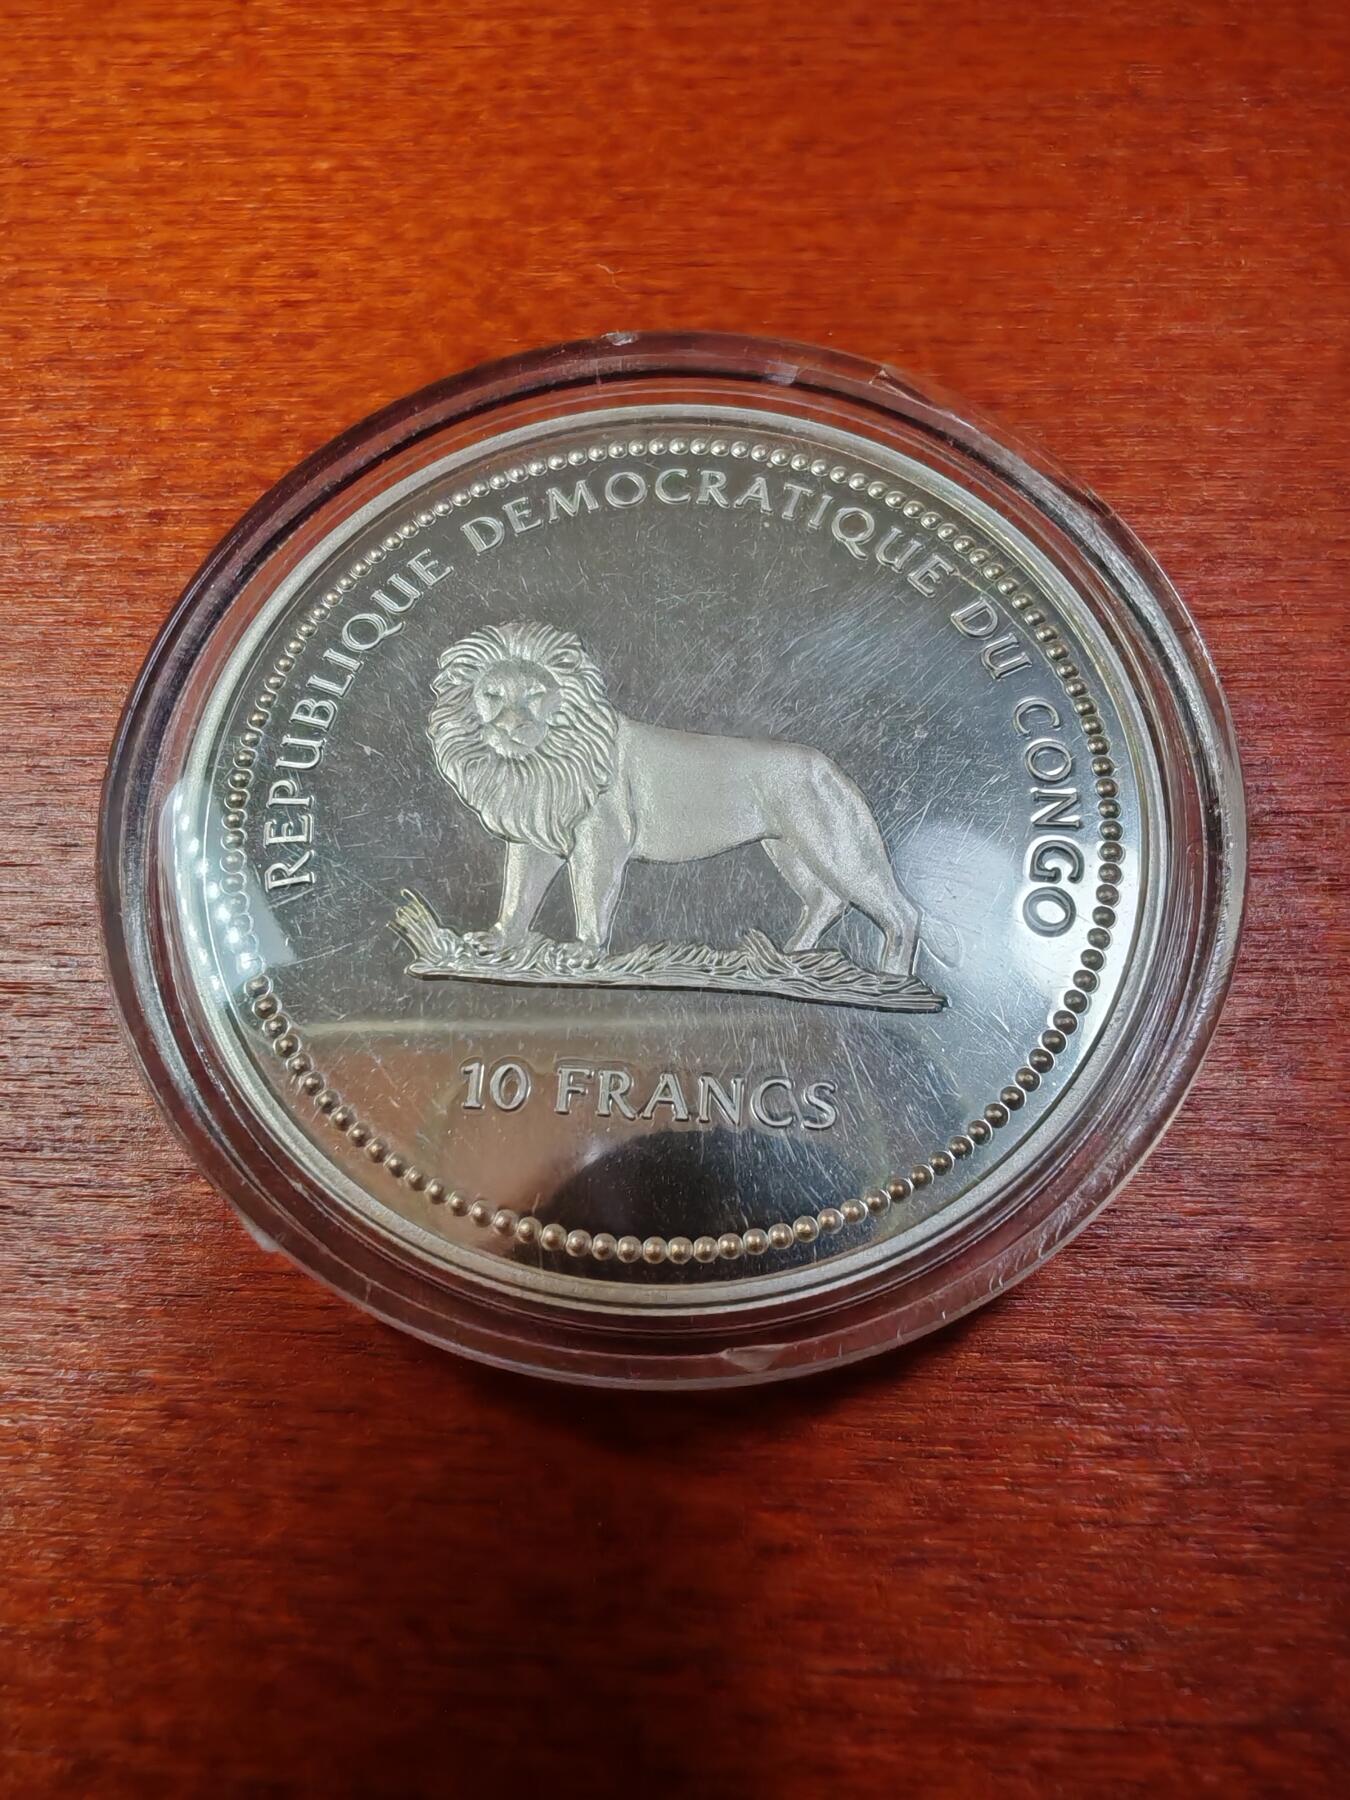 REPUBLIQUE DEMOCRATIQUE DU CONGO
10 FRANCS